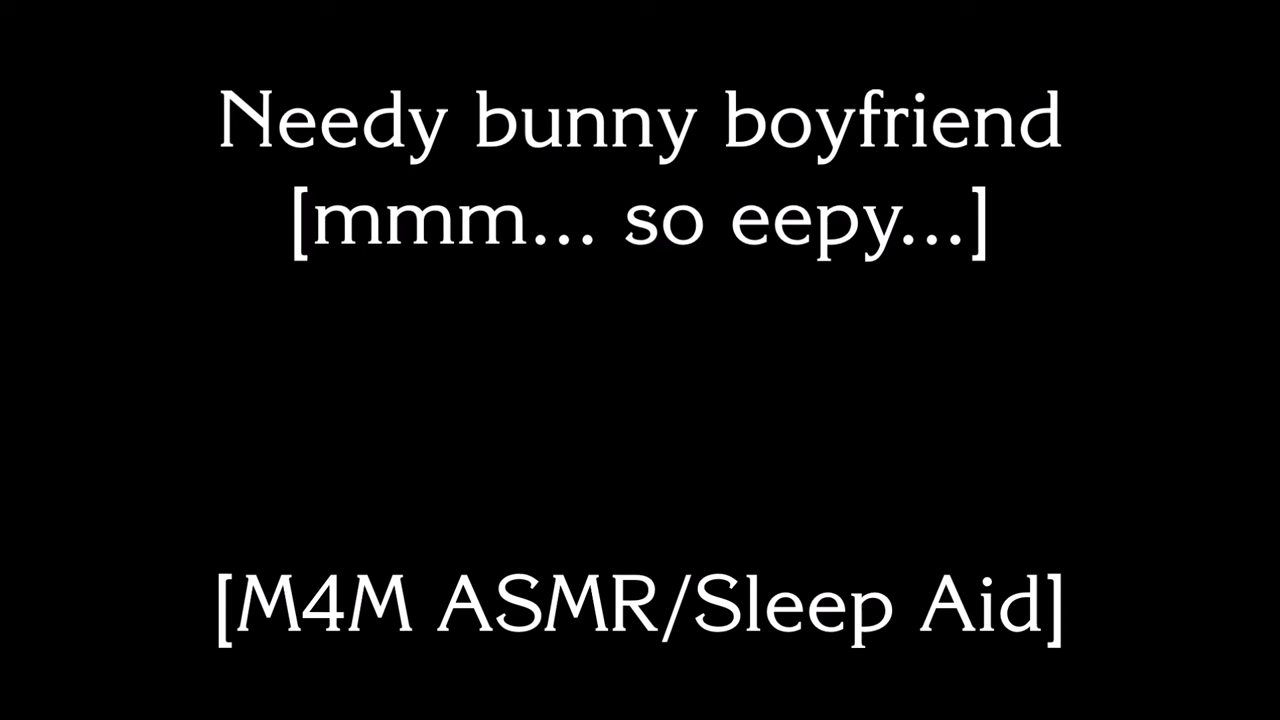 Needy bunny boyfriend
[mmm... so eepy...]
[M4M ASMR/Sleep Aid]